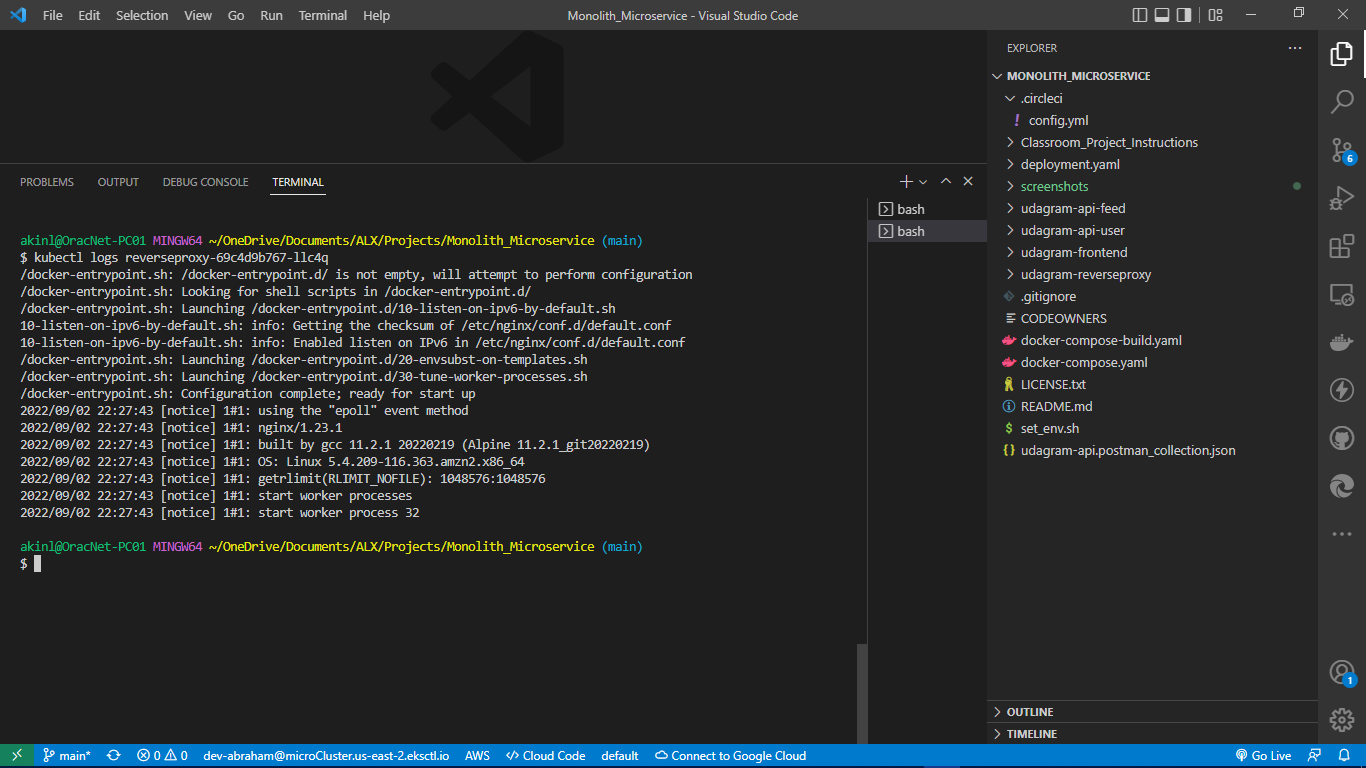 File Edit Selection View Go Run Terminal Help
Monolith_Microservice - Visual Studio Code
PROBLEMS OUTPUT DEBUG CONSOLE TERMINAL
akinl@OracNet-PC01 MINGW64 ~/OneDrive/Documents/ALX/Projects/Monolith_Microservice (main)
$ kubectl logs reverseproxy-69c4d9b767-llc4q
/docker-entrypoint.sh: /docker-entrypoint.d/ is not empty, will attempt to perform configuration
/docker-entrypoint.sh: Looking for shell scripts in /docker-entrypoint.d/
/docker-entrypoint.sh: Launching /docker-entrypoint.d/10-listen-on-ipv6-by-default.sh
10-listen-on-ipv6-by-default.sh: info: Getting the checksum of /etc/nginx/conf.d/default.conf
10-listen-on-ipv6-by-default.sh: info: Enabled listen on IPv6 in /etc/nginx/conf.d/default.conf
/docker-entrypoint.sh: Launching /docker-entrypoint.d/20-envsubst-on-templates.sh
/docker-entrypoint.sh: Launching /docker-entrypoint.d/30-tune-worker-processes.sh
/docker-entrypoint.sh: Configuration complete; ready for start up
2022/09/02 22:27:43 [notice] 1#1: using the "epoll" event method
2022/09/02 22:27:43 [notice] 1#1: nginx/1.23.1
2022/09/02 22:27:43 [notice] 1#1: built by gcc 11.2.1 20220219 (Alpine 11.2.1_git20220219)
2022/09/02 22:27:43 [notice] 1#1: OS: Linux 5.4.209-116.363.amzn2.x86_64
2022/09/02 22:27:43 [notice] 1#1: getrlimit(RLIMIT_NOFILE): 1048576:1048576
2022/09/02 22:27:43 [notice] 1#1: start worker processes
2022/09/02 22:27:43 [notice] 1#1: start worker process 32
akinl@OracNet-PC01 MINGW64 ~/OneDrive/Documents/ALX/Projects/Monolith_Microservice (main)
$
bash
bash
EXPLORER
MONOLITH_MICROSERVICE
.circleci
! config.yml
Classroom_Project_Instructions
deployment.yaml
screenshots
udagram-api-feed
udagram-api-user
udagram-frontend
udagram-reverseproxy
.gitignore
CODEOWNERS
docker-compose-build.yaml
docker-compose.yaml
LICENSE.txt
README.md
$ set_env.sh
{} udagram-api.postman_collection.json
OUTLINE
TIMELINE
6
1
main* 0 0 dev-abraham@microCluster.us-east-2.eksctl.io AWS Cloud Code default Connect to Google Cloud Go Live